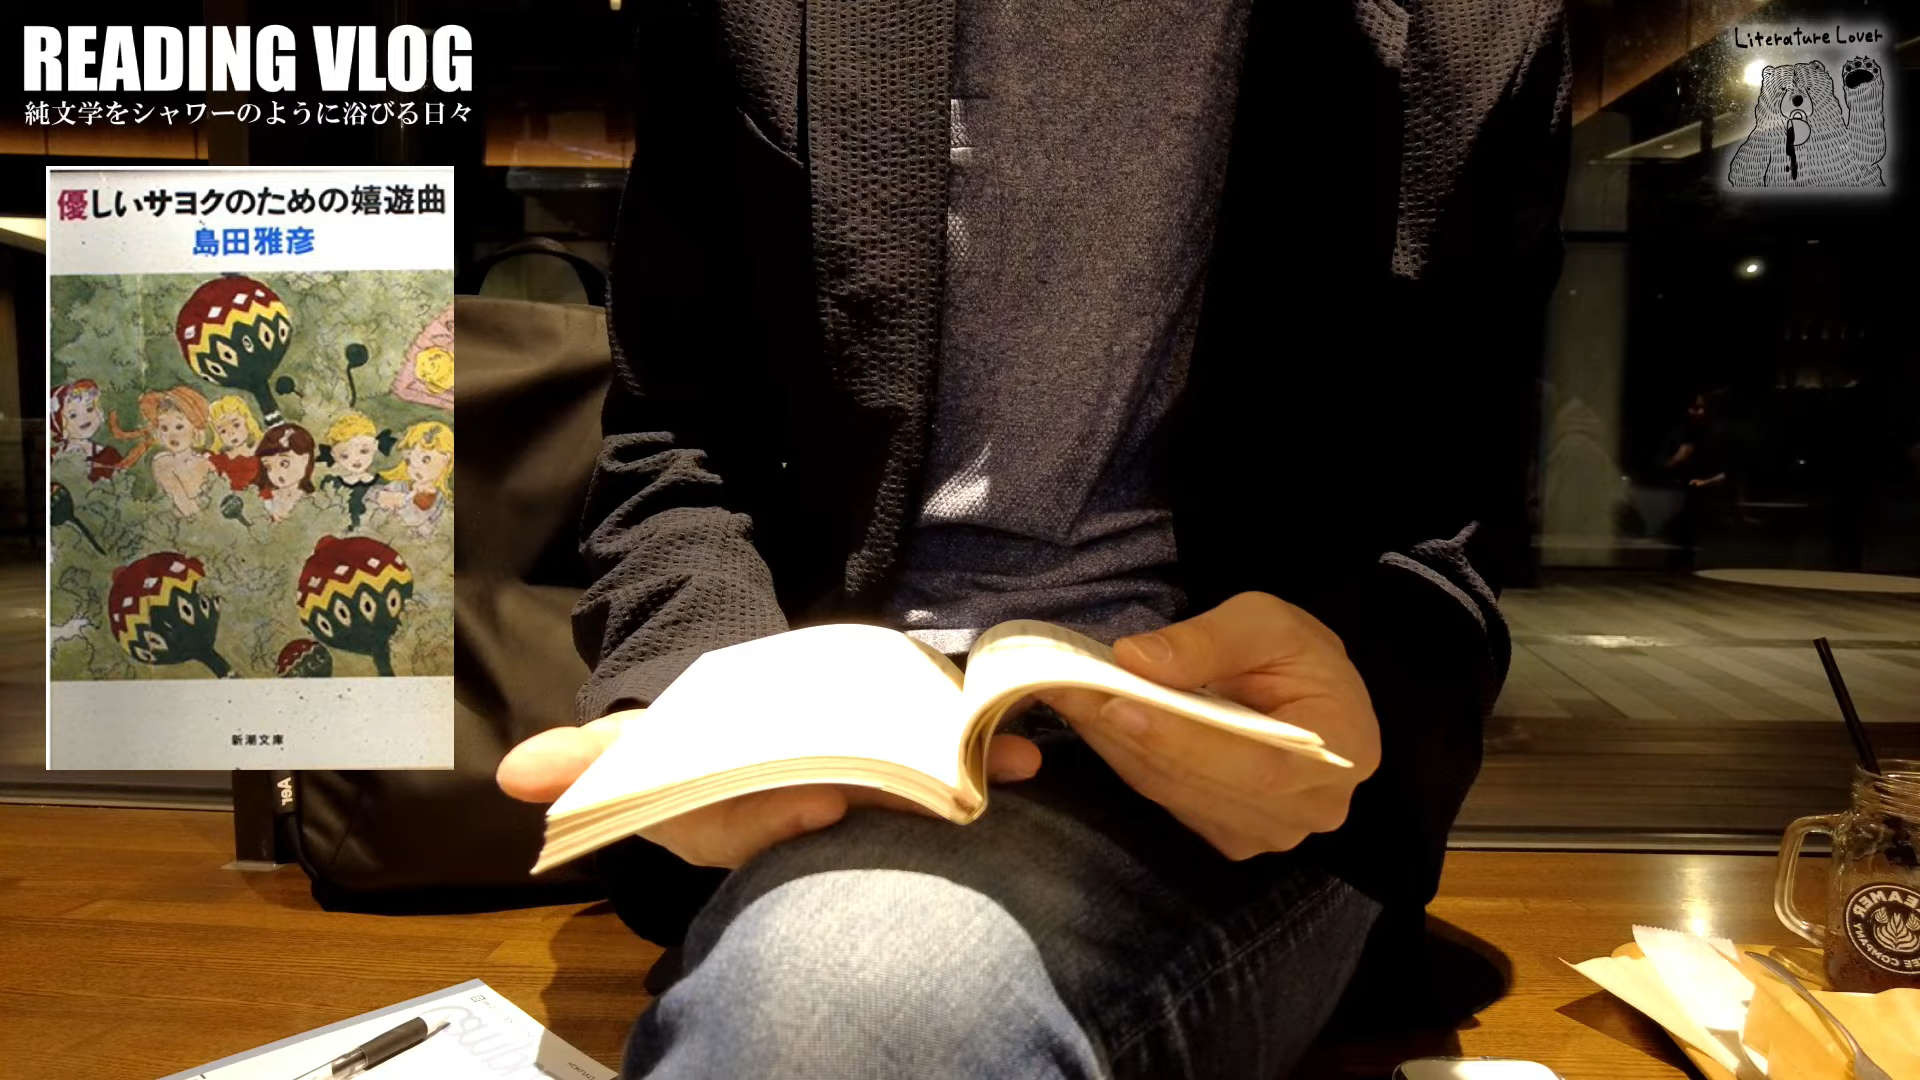 READING VLOG
純文学をシャワーのように浴びる日々
Literature Lover
優しいサヨクのための嬉遊曲
島田雅彦
新潮文庫
Aer